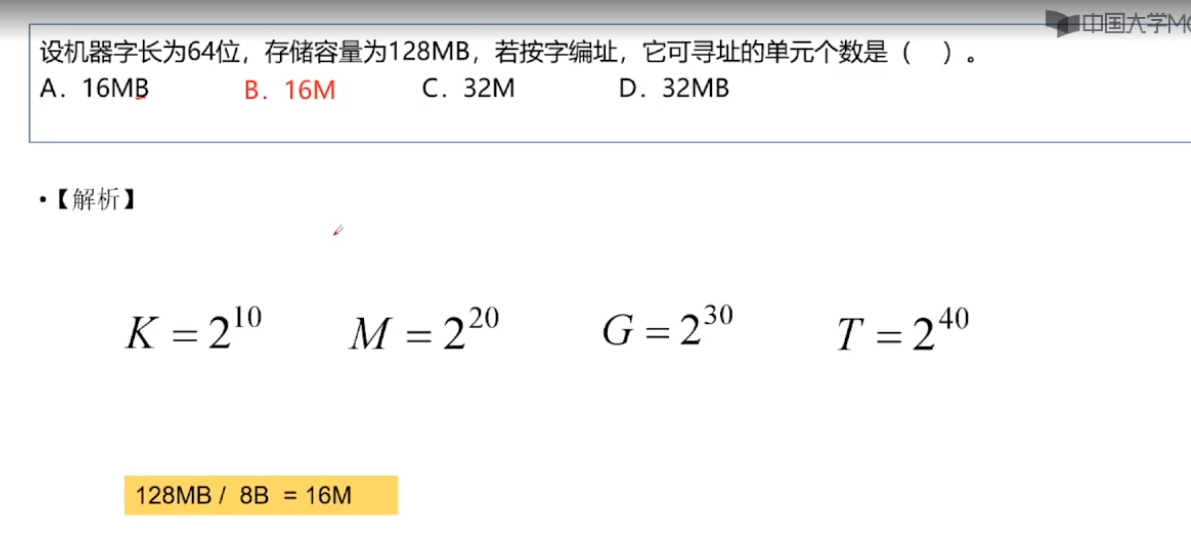 中国大学MO
设机器字长为64位，存储容量为128MB，若按字编址，它可寻址的单元个数是（　）。
A．16MB　B．16M　C．32M　D．32MB
•【解析】
K = 2^10　M = 2^20　G = 2^30　T = 2^40
128MB / 8B = 16M